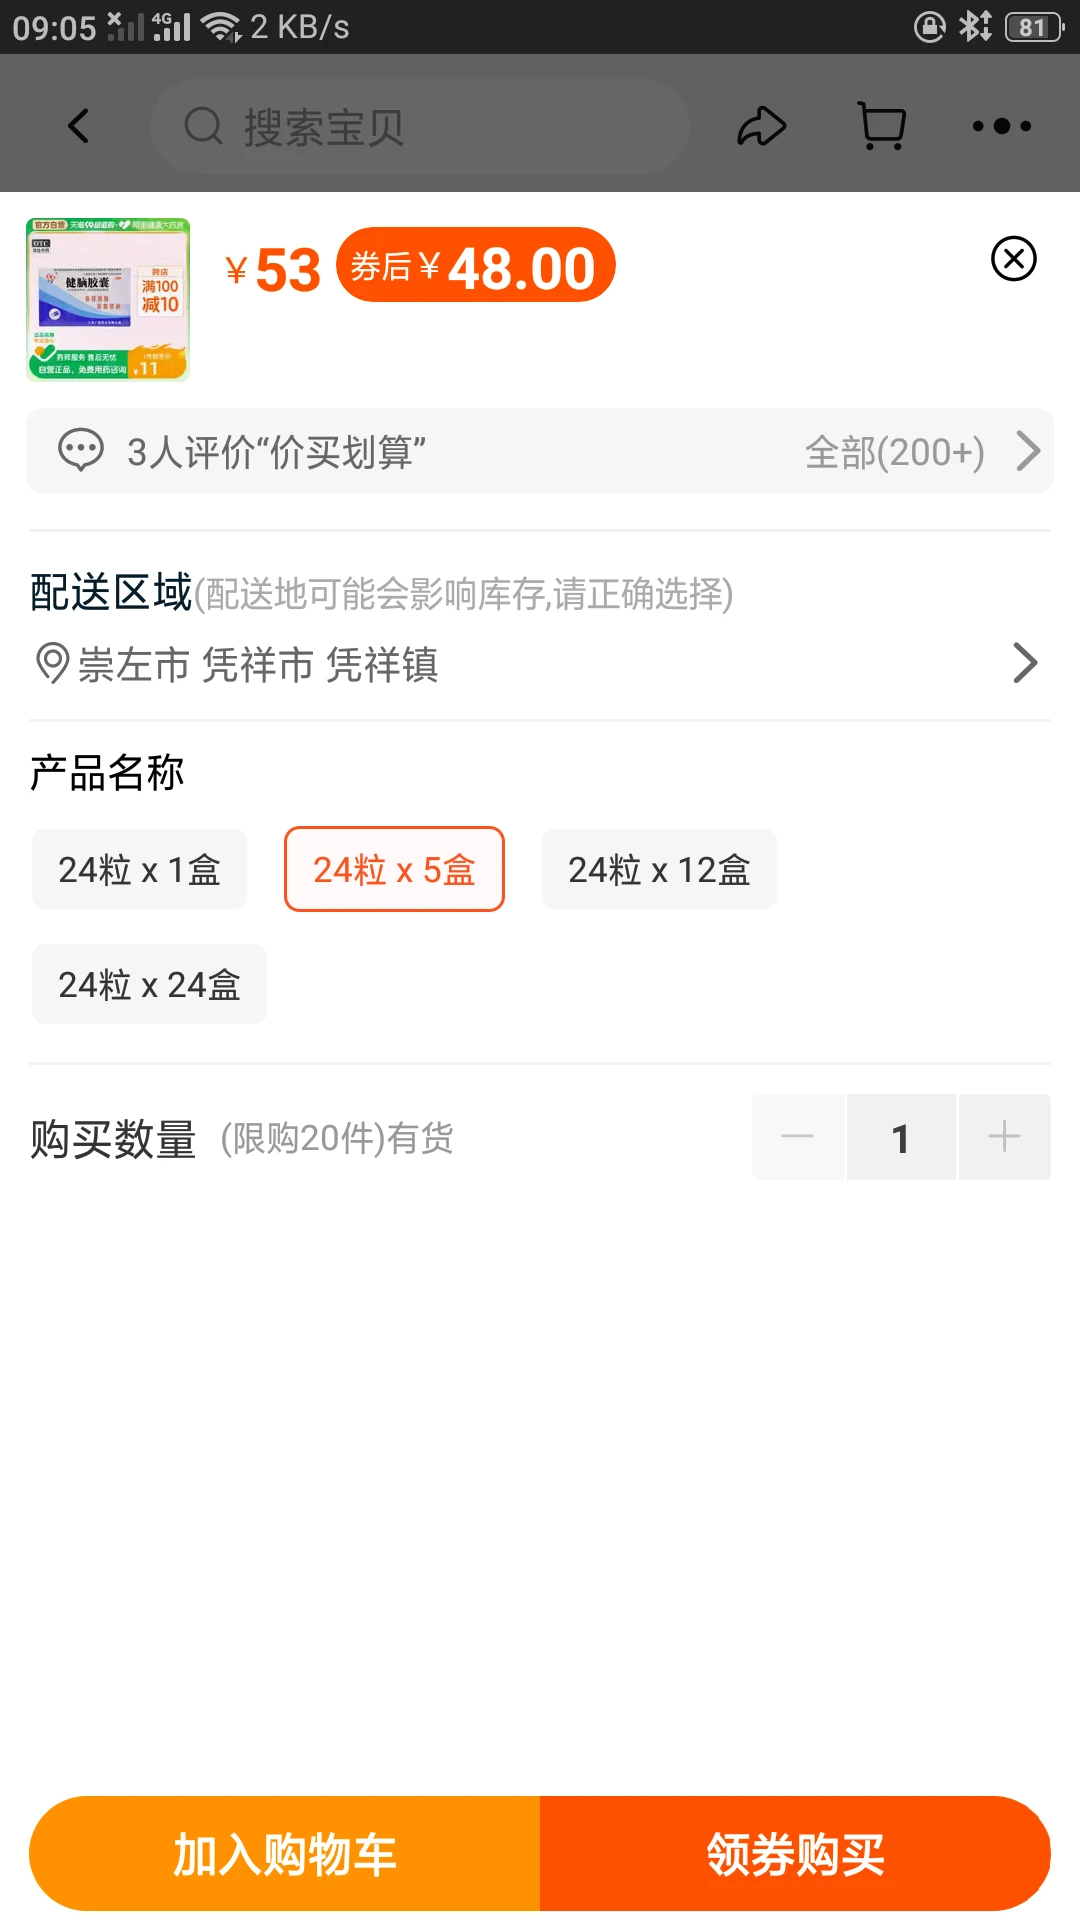 09:05 4G 2 KB/s 81
搜索宝贝
官方自营 天猫99超值购 阿里健康大药房
OTC
健脑胶囊
跨店
满100
减10
药师服务 售后无忧
自营正品，免费用药咨询
¥11
¥53 券后¥48.00
3人评价“价买划算” 全部(200+)
配送区域(配送地可能会影响库存,请正确选择)
崇左市 凭祥市 凭祥镇
产品名称
24粒 x 1盒 24粒 x 5盒 24粒 x 12盒
24粒 x 24盒
购买数量 (限购20件)有货 1
加入购物车 领券购买